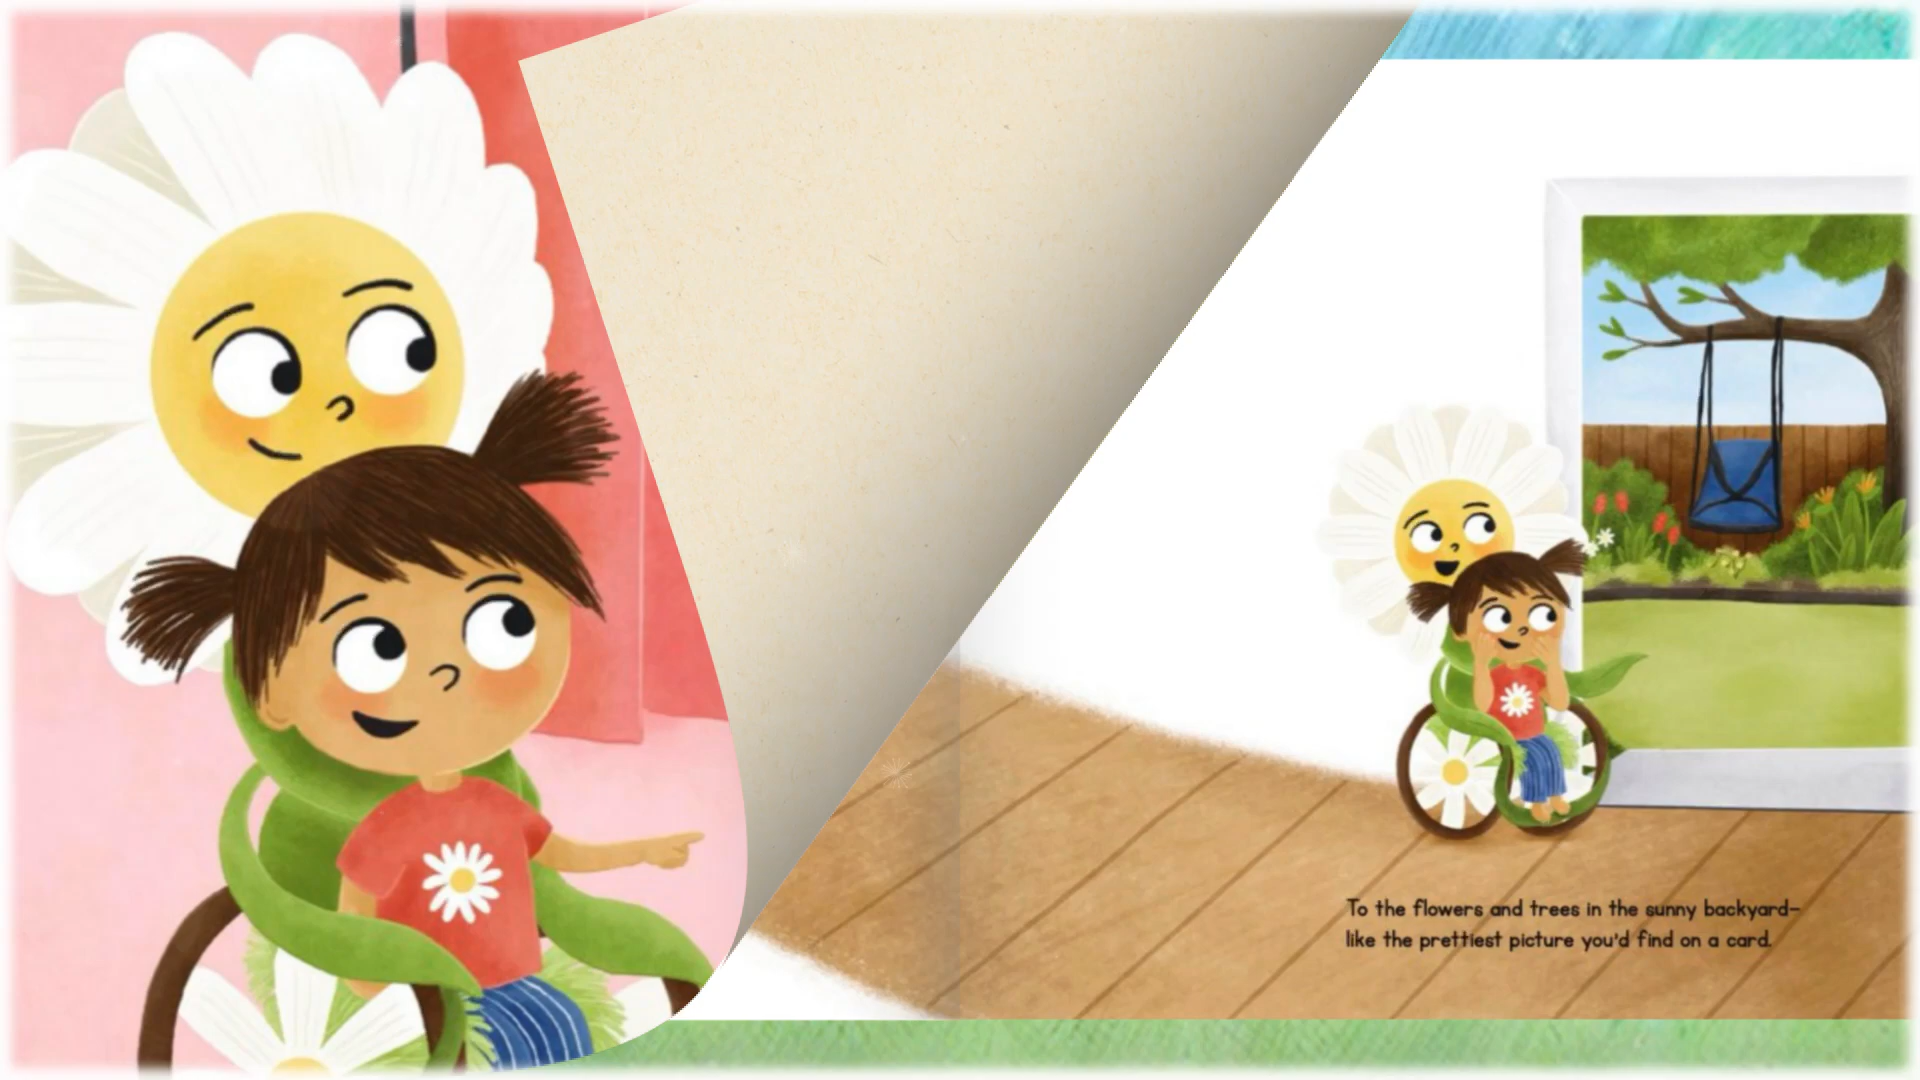 To the flowers and trees in the sunny backyard–
like the prettiest picture you'd find on a card.